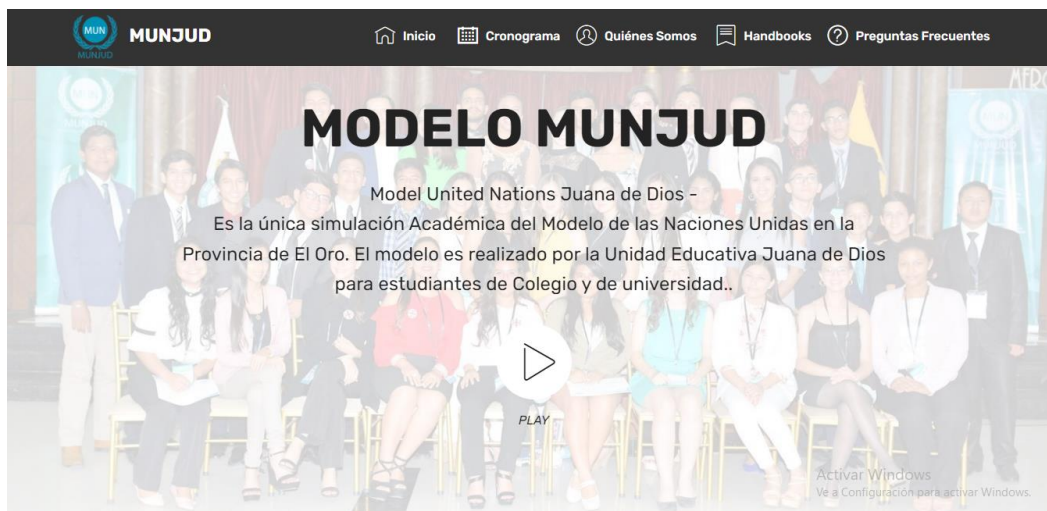 MUN
MUNJUD
MUNJUD
Inicio
Cronograma
Quiénes Somos
Handbooks
Preguntas Frecuentes
MODELO MUNJUD
Model United Nations Juana de Dios -
Es la única simulación Académica del Modelo de las Naciones Unidas en la
Provincia de El Oro. El modelo es realizado por la Unidad Educativa Juana de Dios
para estudiantes de Colegio y de universidad..
PLAY
Activar Windows
Ve a Configuración para activar Windows.